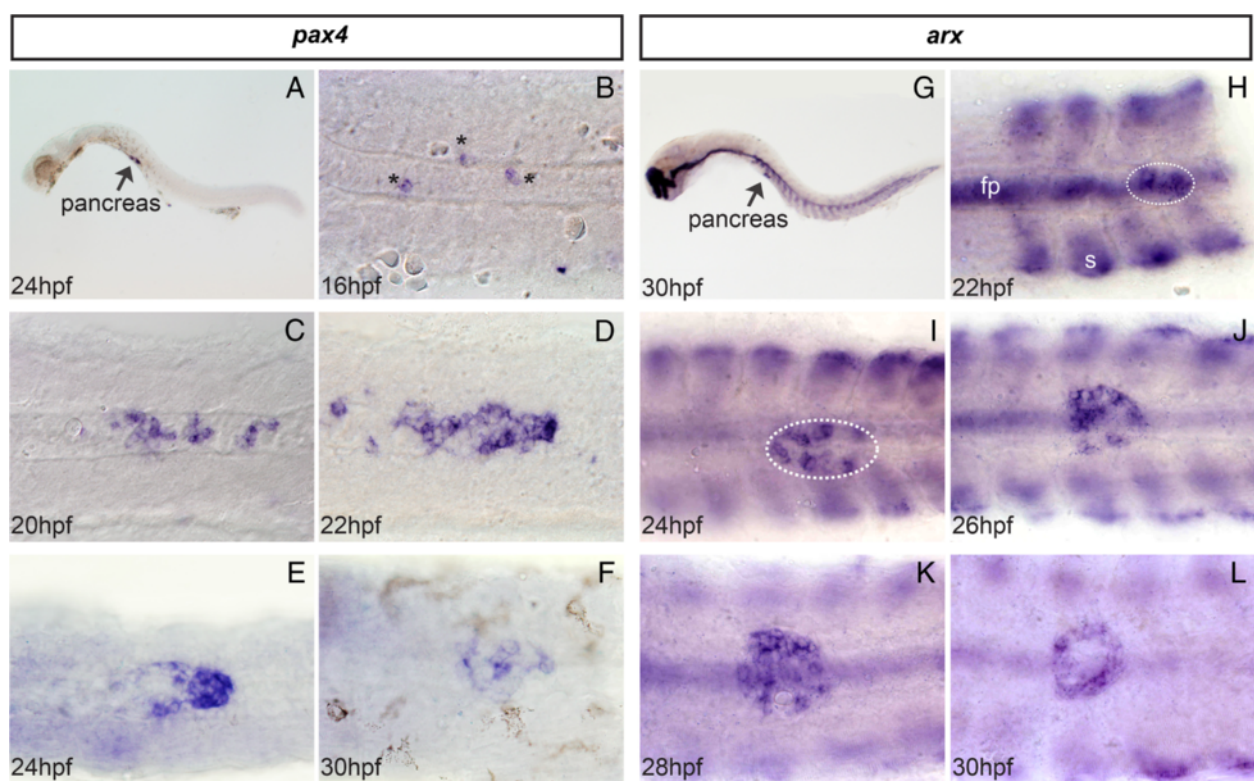 pax4
arx
A
pancreas
24hpf
B
*
*
*
16hpf
G
pancreas
30hpf
H
fp
s
22hpf
C
20hpf
D
22hpf
I
24hpf
J
26hpf
E
24hpf
F
30hpf
K
28hpf
L
30hpf